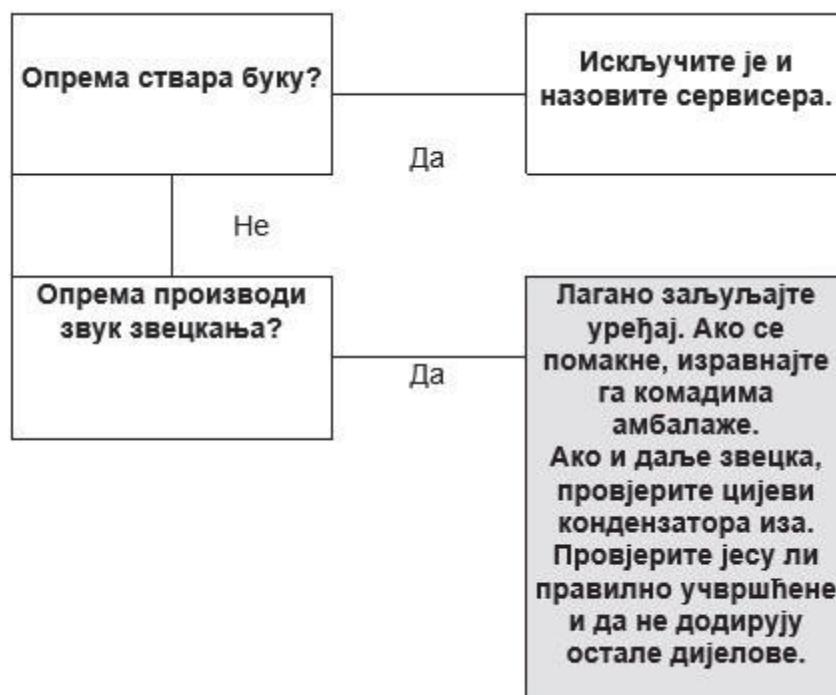 Опрема ствара буку?
Да
Искључите је и
назовите сервисера.
Не
Опрема производи
звук звецкања?
Да
Лагано заљуљајте
уређај. Ако се
помакне, изравнајте
га комадима
амбалаже.
Ако и даље звецка,
провјерите цијеви
кондензатора иза.
Провјерите јесу ли
правилно учвршћене
и да не додирују
остале дијелове.